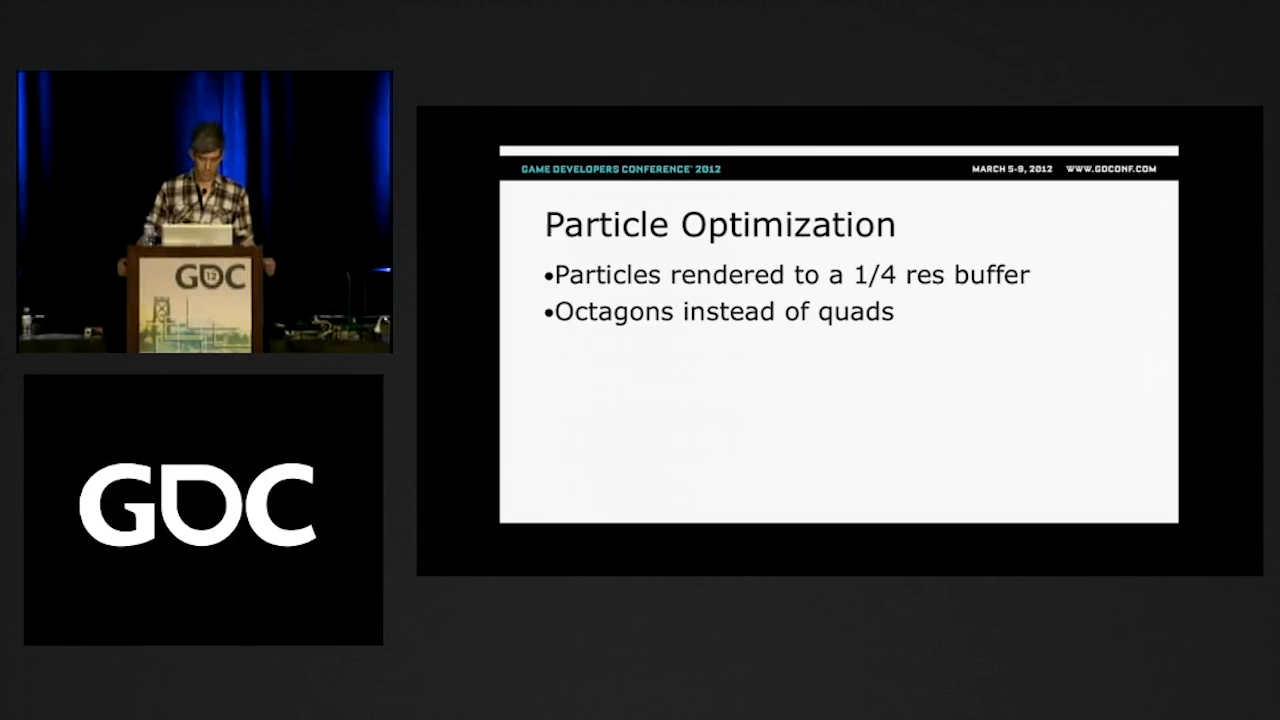 GDC 12
GDC
GAME DEVELOPERS CONFERENCE 2012
MARCH 5-9, 2012 WWW.GDCONF.COM
Particle Optimization
•Particles rendered to a 1/4 res buffer
•Octagons instead of quads